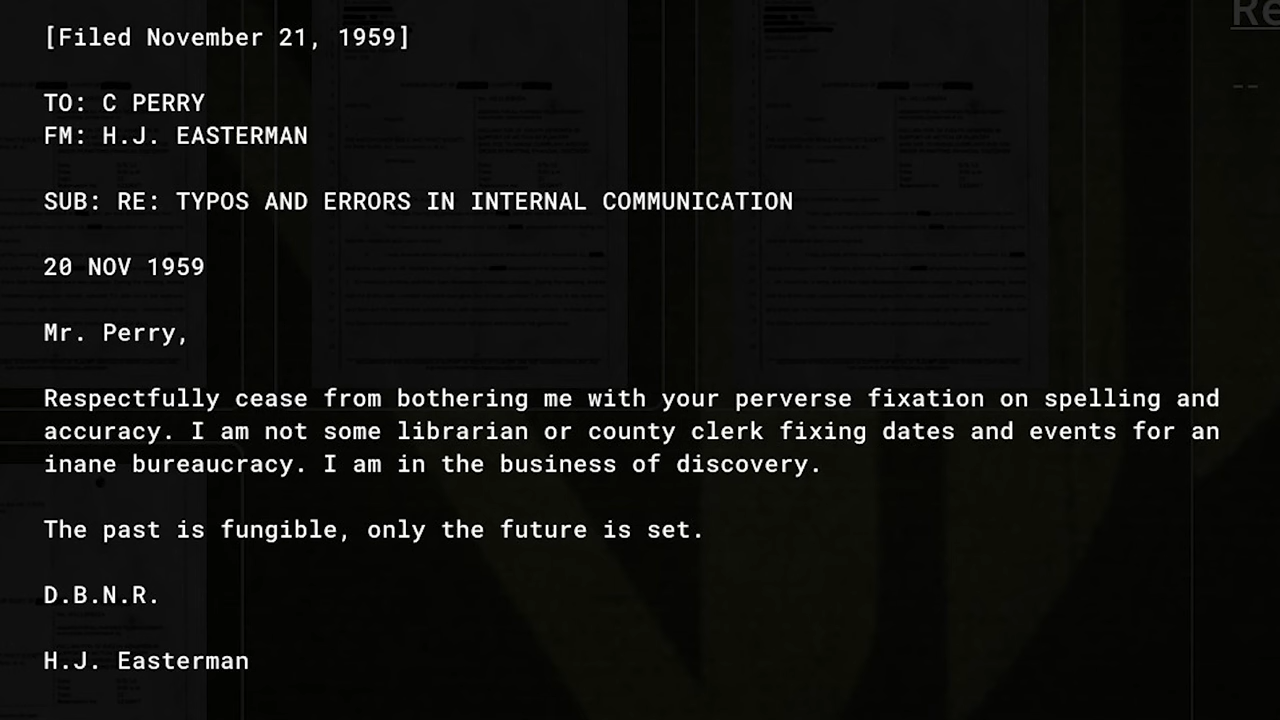 [Filed November 21, 1959]
TO: C PERRY
FM: H.J. EASTERMAN
SUB: RE: TYPOS AND ERRORS IN INTERNAL COMMUNICATION
20 NOV 1959
Mr. Perry,
Respectfully cease from bothering me with your perverse fixation on spelling and
accuracy. I am not some librarian or county clerk fixing dates and events for an
inane bureaucracy. I am in the business of discovery.
The past is fungible, only the future is set.
D.B.N.R.
H.J. Easterman
Re
--